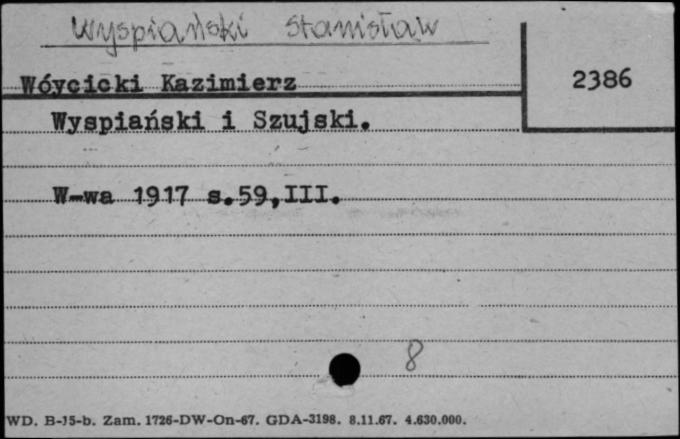 Wyspiański Stanisław
Wóycicki Kazimierz
2386
Wyspiański i Szujski.
W-wa 1917 s.59,III.
8
WD. B-15-b. Zam. 1726-DW-On-67. GDA-3198. 8.11.67. 4.630.000.